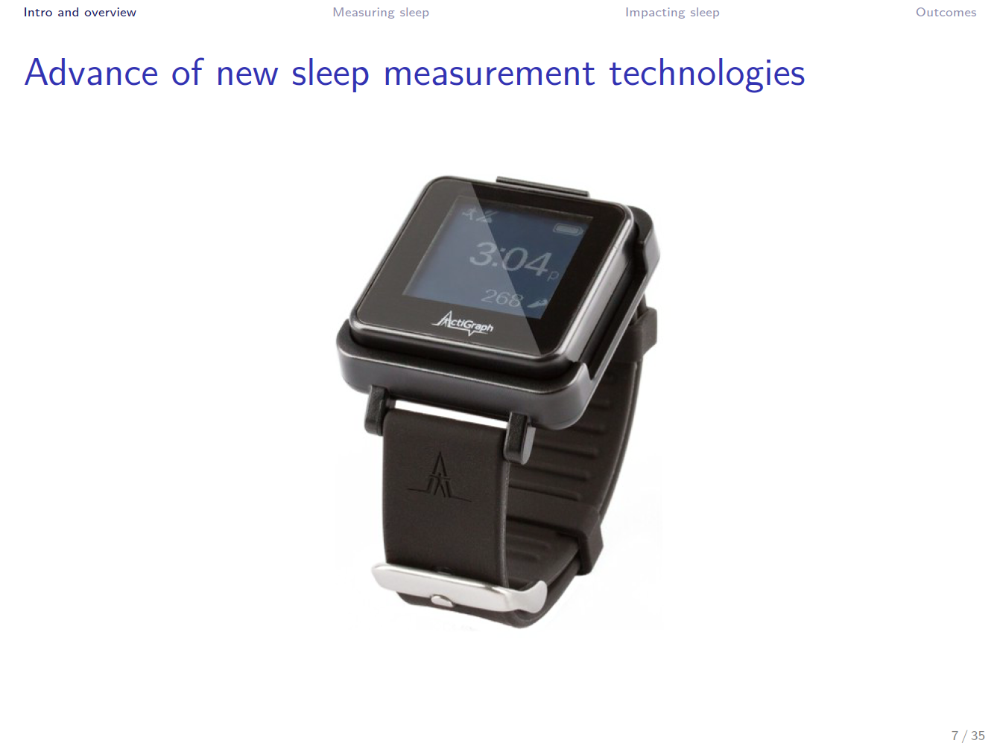 Intro and overview Measuring sleep Impacting sleep Outcomes
Advance of new sleep measurement technologies
3:04p
268
ActiGraph
7 / 35